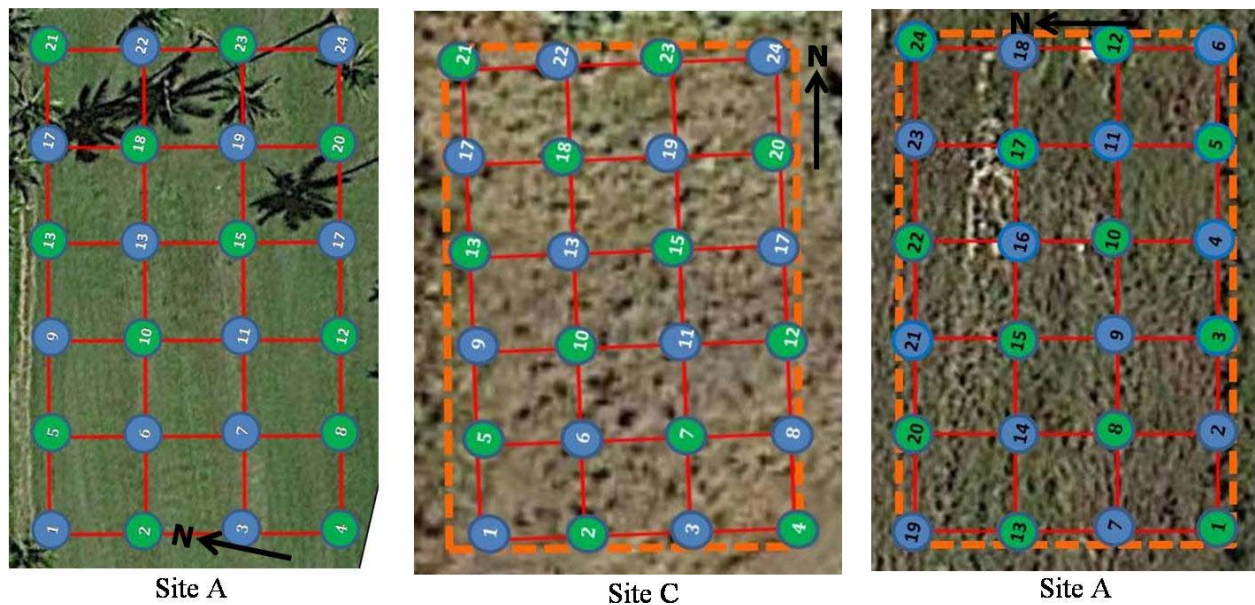 21 22 23 24
17 18 19 20
13 13 15 17
9 10 11 12
5 6 7 8
1 2 N 3 4
Site A
21 22 23 24
N
17 18 19 20
13 13 15 17
9 10 11 12
5 6 7 8
1 2 3 4
Site C
N
24 18 12 6
23 17 11 5
22 16 10 4
21 15 9 3
20 14 8 2
19 13 7 1
Site A